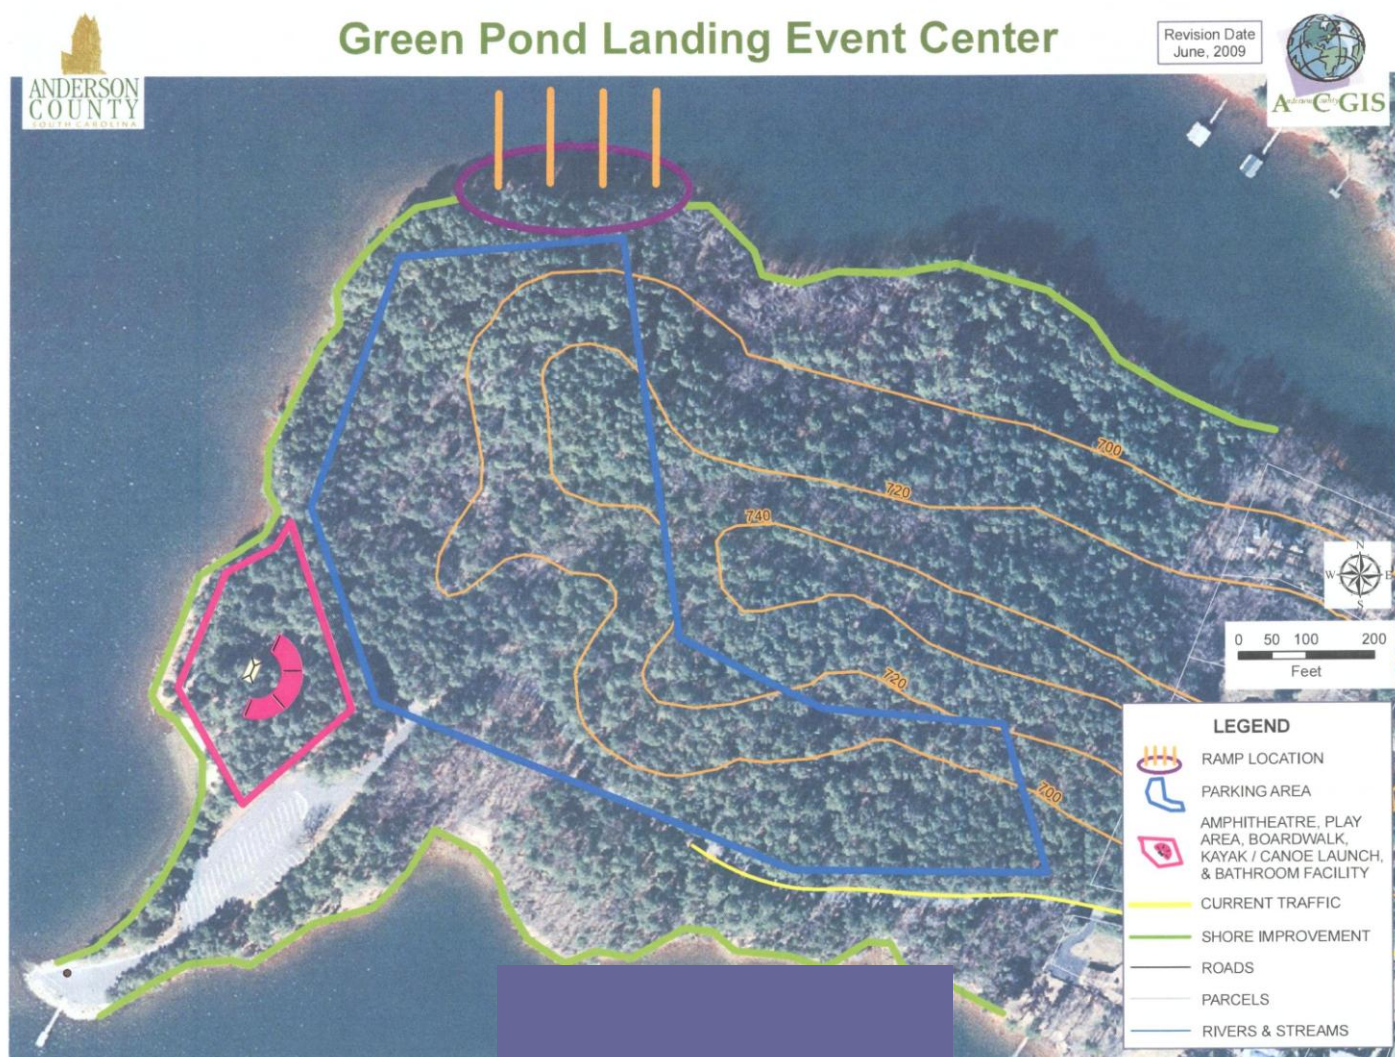 Green Pond Landing Event Center
Revision Date
June, 2009
ANDERSON
COUNTY
SOUTH CAROLINA
A C GIS
700
720
740
720
700
N
W E
S
0 50 100 200
Feet
LEGEND
RAMP LOCATION
PARKING AREA
AMPHITHEATRE, PLAY
AREA, BOARDWALK,
KAYAK / CANOE LAUNCH,
& BATHROOM FACILITY
CURRENT TRAFFIC
SHORE IMPROVEMENT
ROADS
PARCELS
RIVERS & STREAMS